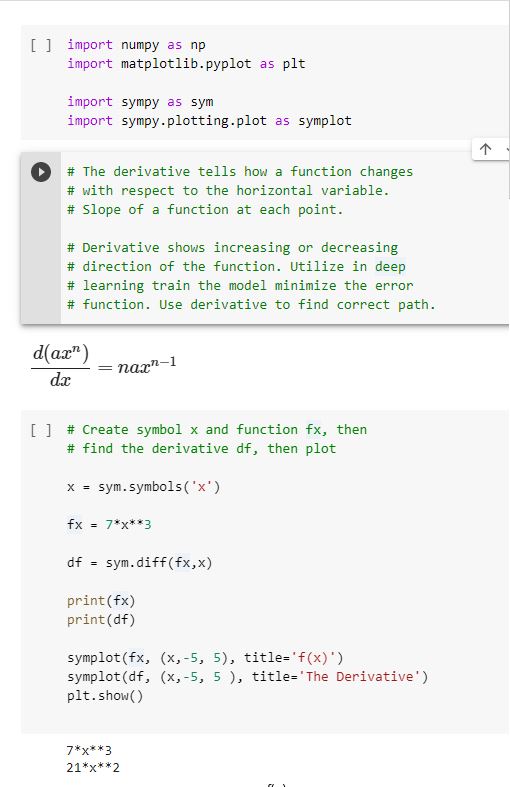 [ ] import numpy as np
import matplotlib.pyplot as plt
import sympy as sym
import sympy.plotting.plot as symplot
# The derivative tells how a function changes
# with respect to the horizontal variable.
# Slope of a function at each point.
# Derivative shows increasing or decreasing
# direction of the function. Utilize in deep
# learning train the model minimize the error
# function. Use derivative to find correct path.
d(axⁿ)
dx
= naxⁿ⁻¹
[ ] # Create symbol x and function fx, then
# find the derivative df, then plot
x = sym.symbols('x')
fx = 7*x**3
df = sym.diff(fx,x)
print(fx)
print(df)
symplot(fx, (x,-5, 5), title='f(x)')
symplot(df, (x,-5, 5 ), title='The Derivative')
plt.show()
7*x**3
21*x**2